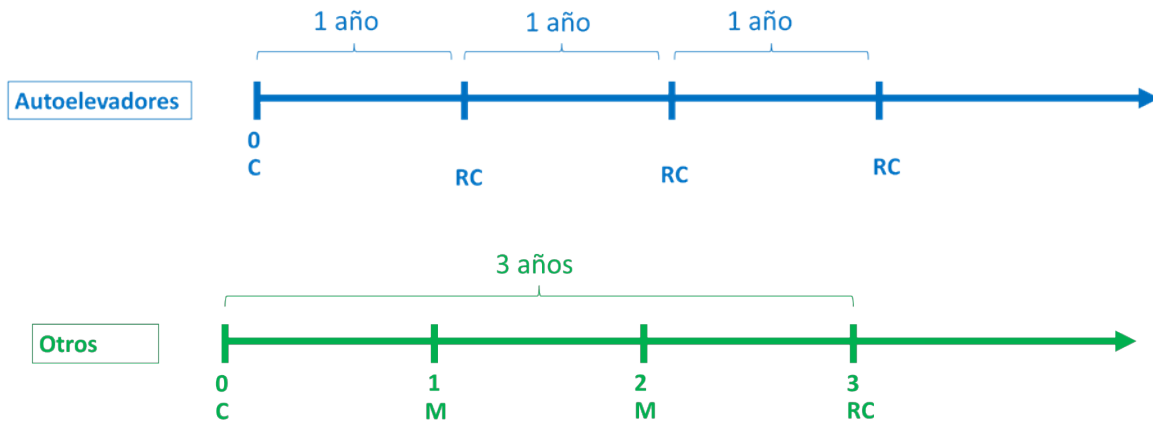 1 año 1 año 1 año
Autoelevadores
0
C RC RC RC
3 años
Otros
0 1 2 3
C M M RC